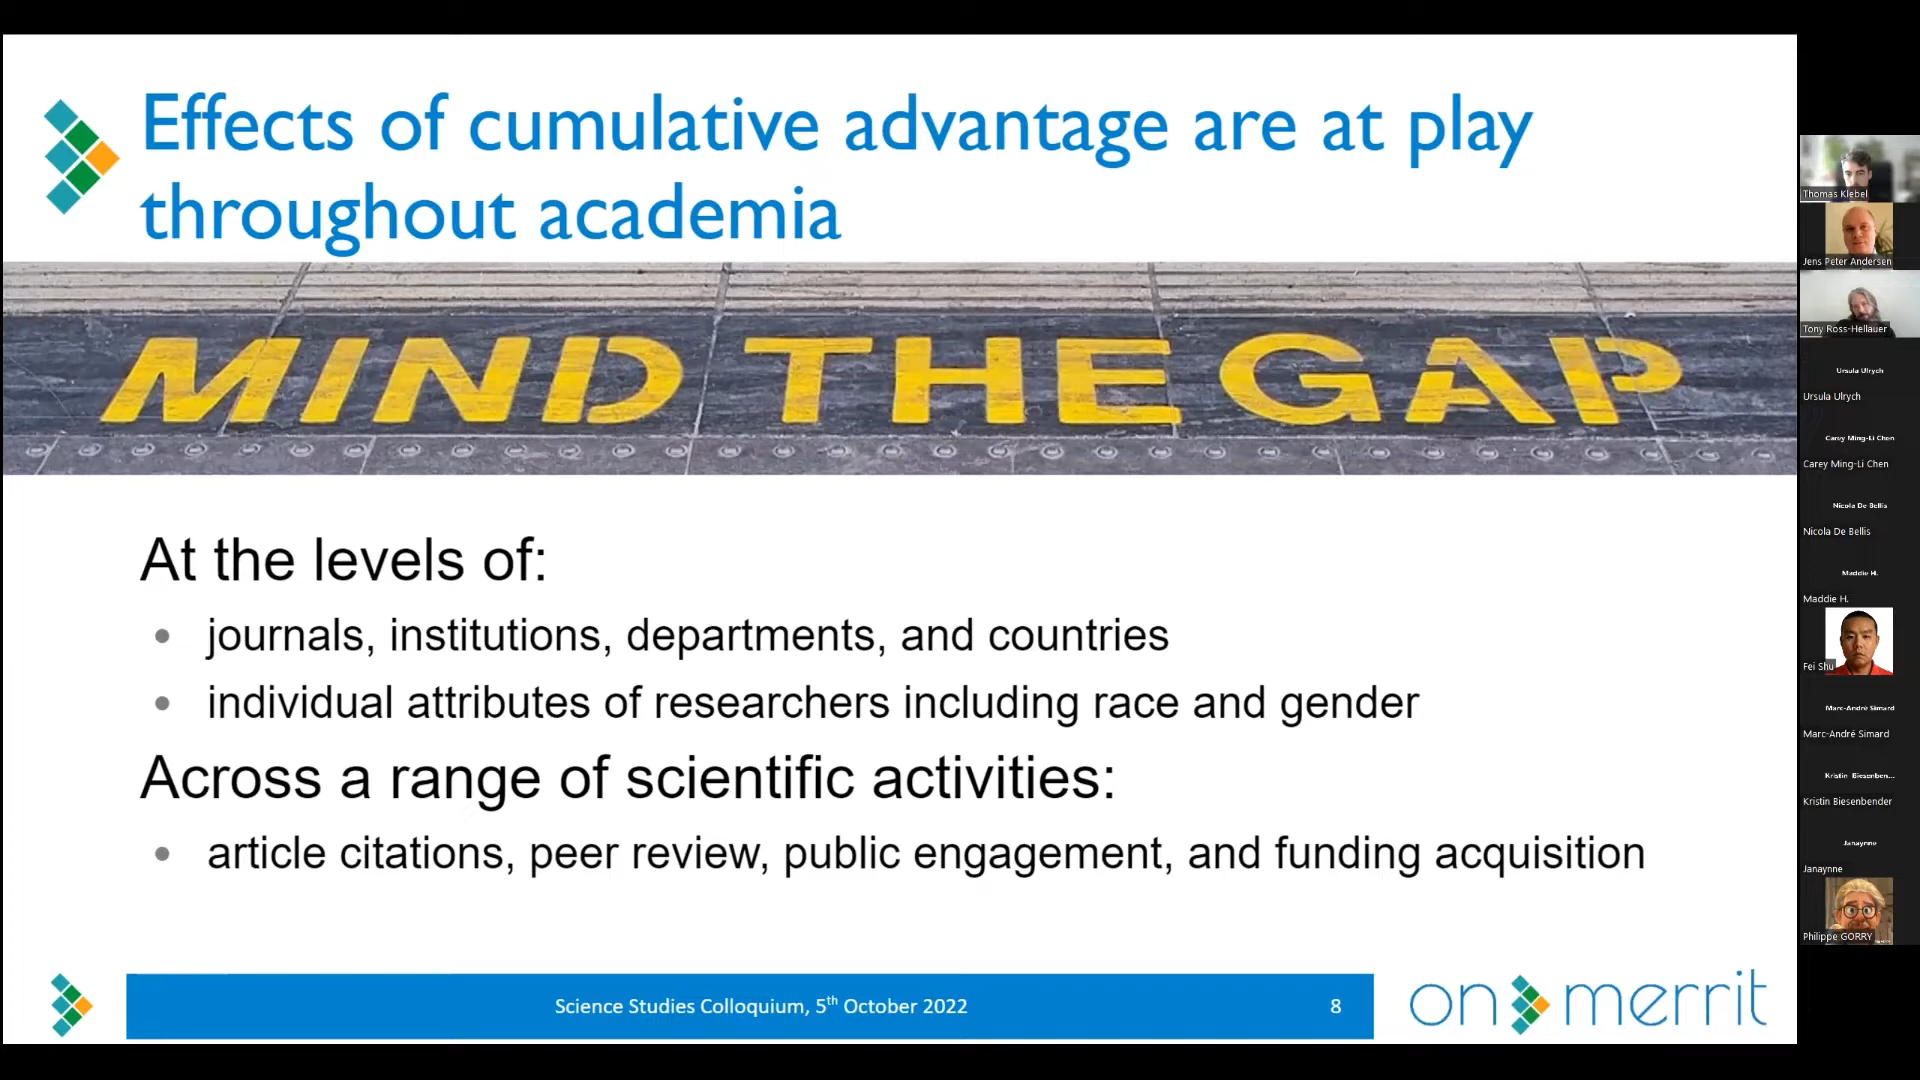 Effects of cumulative advantage are at play
throughout academia
MIND THE GAP
At the levels of:
• journals, institutions, departments, and countries
• individual attributes of researchers including race and gender
Across a range of scientific activities:
• article citations, peer review, public engagement, and funding acquisition
Science Studies Colloquium, 5th October 2022
8
on merrit
Thomas Klebel
Jens Peter Andersen
Tony Ross-Hellauer
Ursula Ulrych
Ursula Ulrych
Carey Ming-Li Chen
Carey Ming-Li Chen
Nicola De Bellis
Nicola De Bellis
Maddie H.
Maddie H.
Fei Shu
Marc-André Simard
Marc-André Simard
Kristin Biesenben...
Kristin Biesenbender
Janaynne
Janaynne
Philippe GORRY